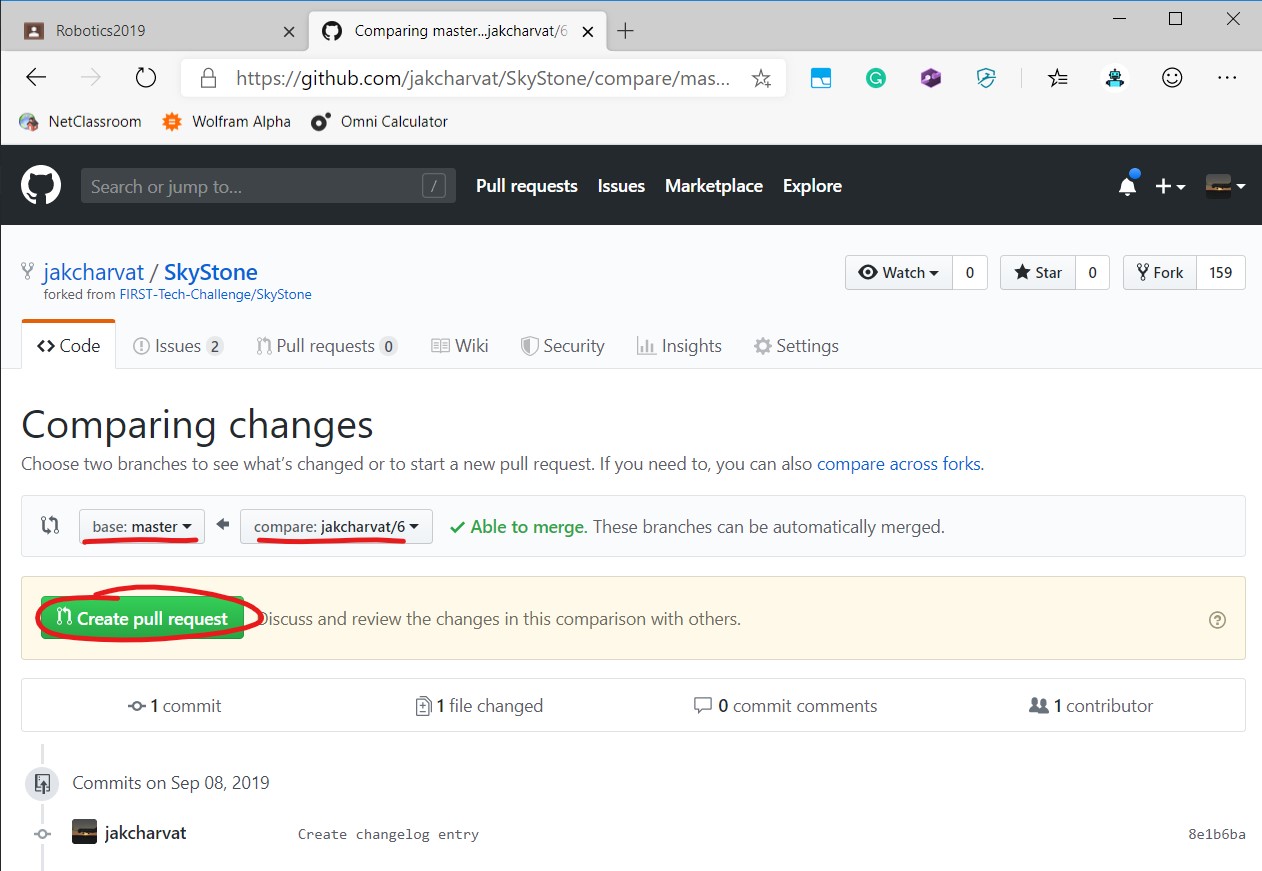 Robotics2019
Comparing master...jakcharvat/6
https://github.com/jakcharvat/SkyStone/compare/mas...
NetClassroom Wolfram Alpha Omni Calculator
Search or jump to... / Pull requests Issues Marketplace Explore
jakcharvat / SkyStone Watch 0 Star 0 Fork 159
forked from FIRST-Tech-Challenge/SkyStone
Code Issues 2 Pull requests 0 Wiki Security Insights Settings
Comparing changes
Choose two branches to see what's changed or to start a new pull request. If you need to, you can also compare across forks.
base: master compare: jakcharvat/6 Able to merge. These branches can be automatically merged.
Create pull request Discuss and review the changes in this comparison with others.
1 commit 1 file changed 0 commit comments 1 contributor
Commits on Sep 08, 2019
jakcharvat Create changelog entry 8e1b6ba